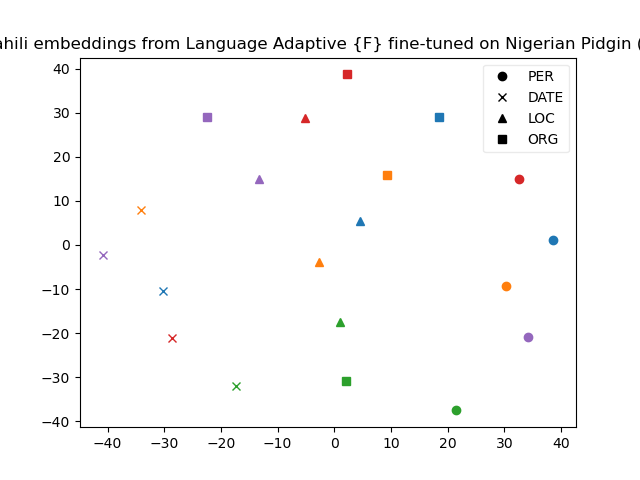 ahili embeddings from Language Adaptive {F} fine-tuned on Nigerian Pidgin (
PER
DATE
LOC
ORG
40
30
20
10
0
−10
−20
−30
−40
−40 −30 −20 −10 0 10 20 30 40